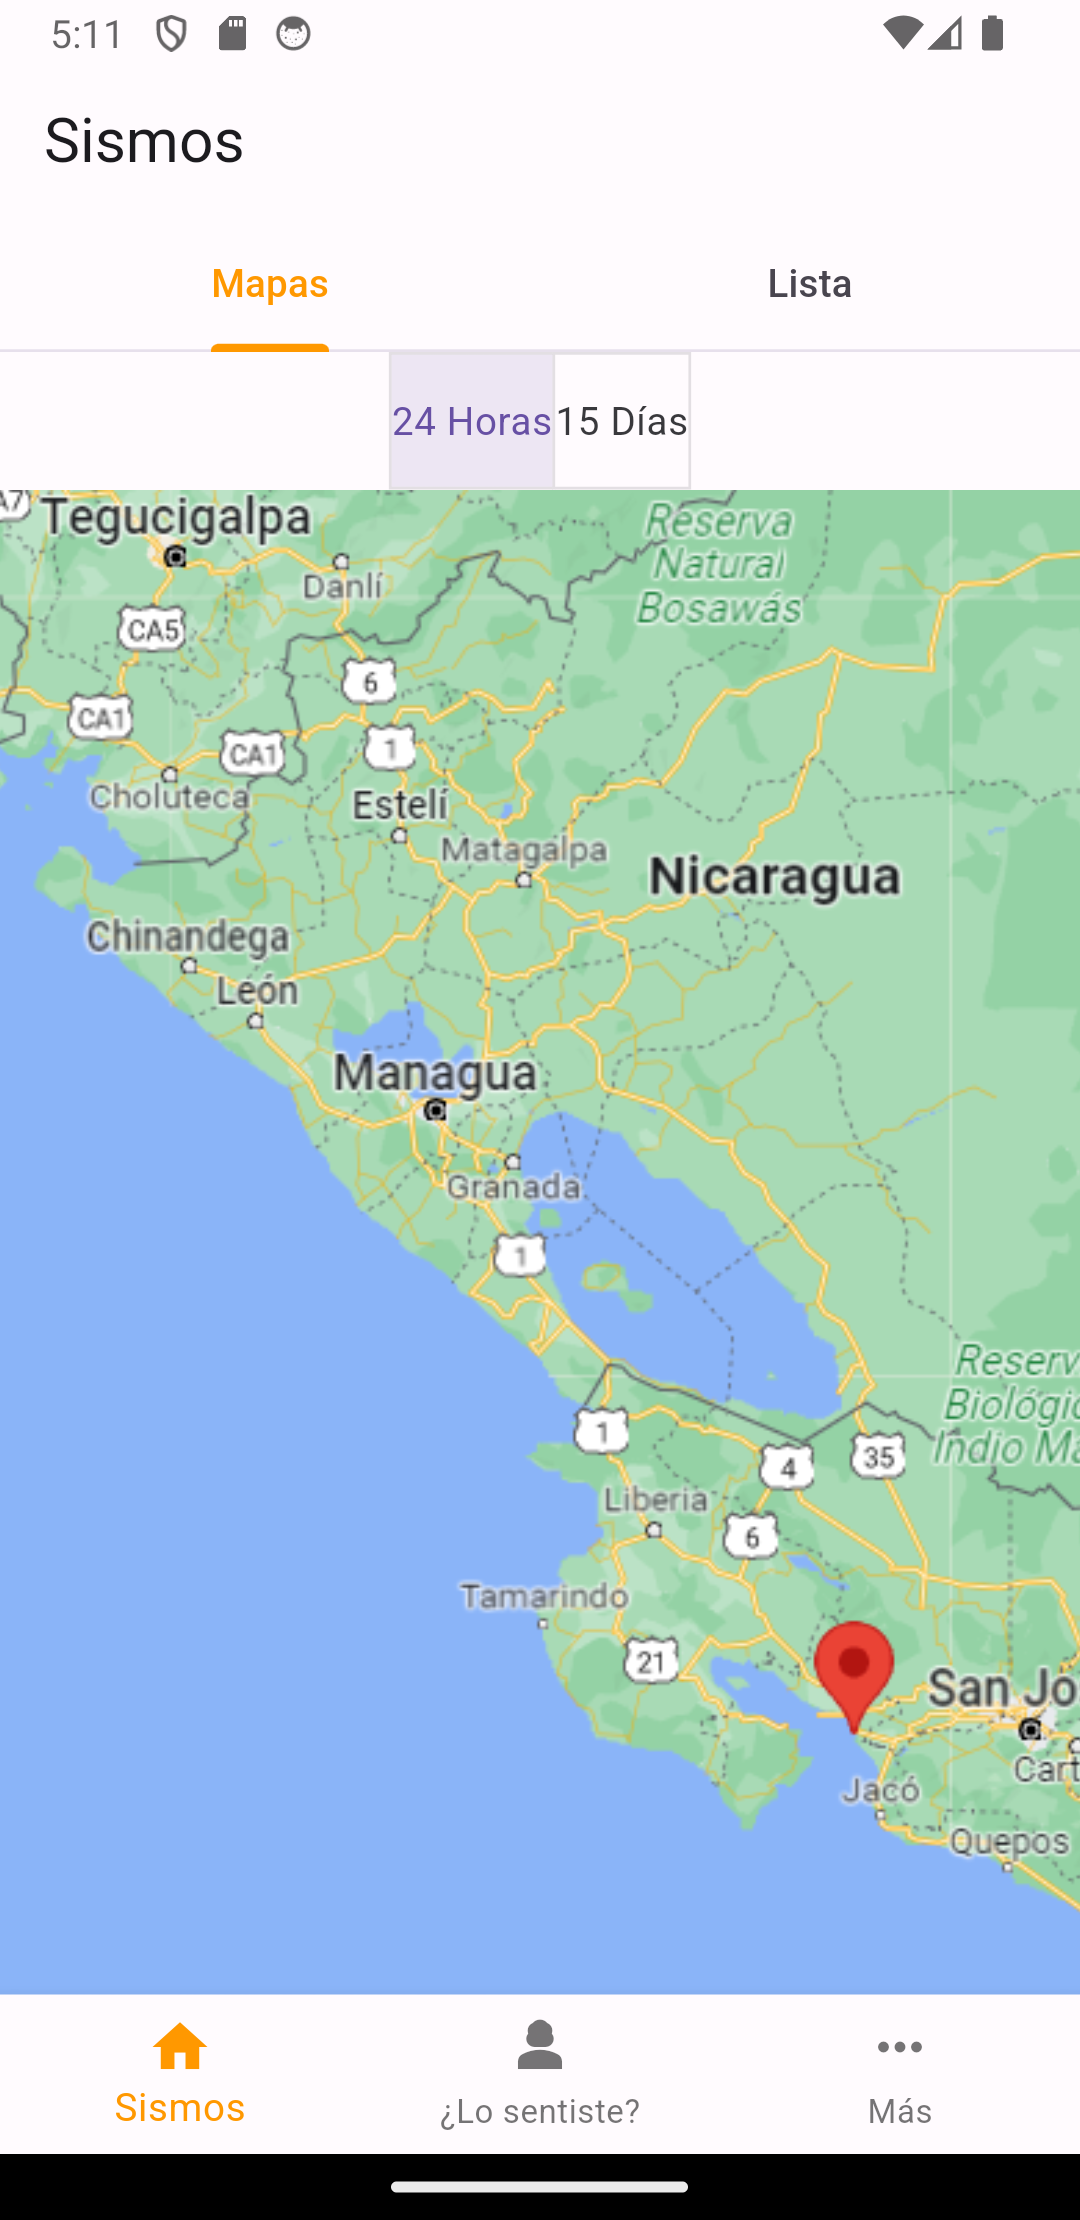 5:11
Sismos
Mapas
Lista
24 Horas
15 Días
A7
Tegucigalpa
Danlí
Reserva
Natural
Bosawás
CA5
6
CA1
1
CA1
Choluteca
Estelí
Matagalpa
Nicaragua
Chinandega
León
Managua
Granada
1
Reserv
Biológic
Indio Ma
1
4
35
Liberia
6
Tamarindo
21
San Jo
Cart
Jacó
Quepos
Sismos
¿Lo sentiste?
Más